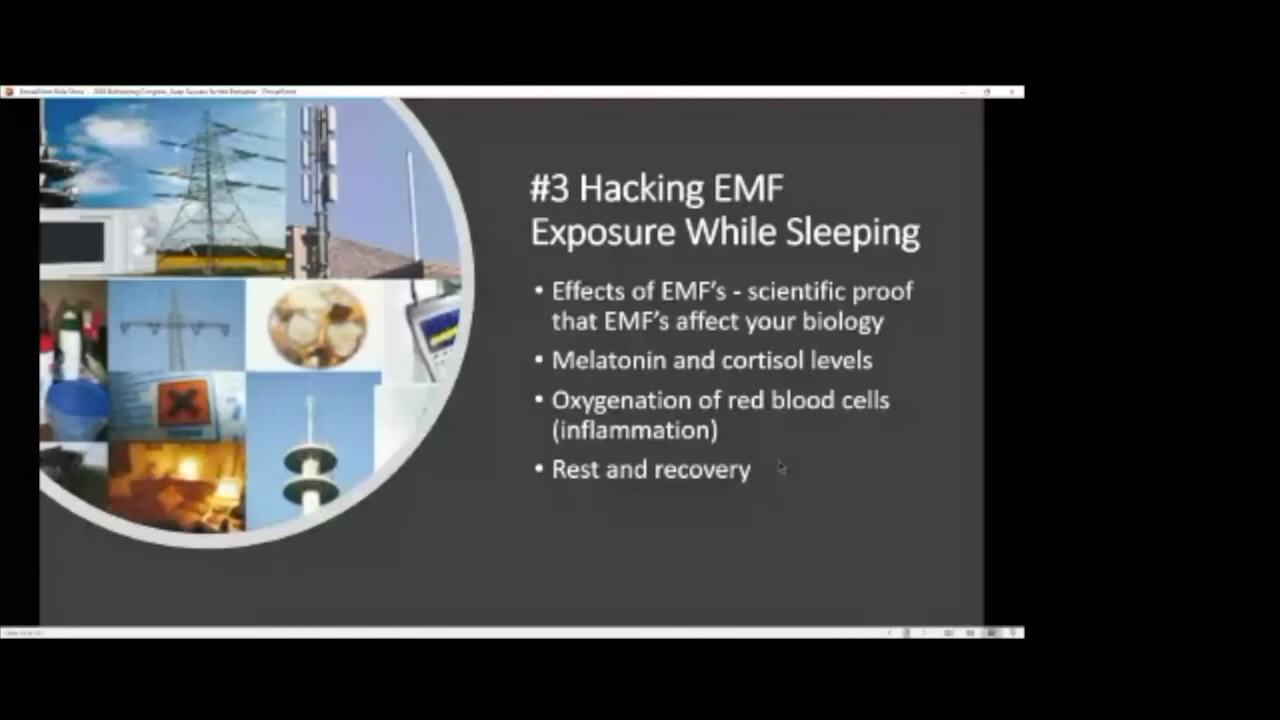 #3 Hacking EMF
Exposure While Sleeping
• Effects of EMF's - scientific proof
that EMF's affect your biology
• Melatonin and cortisol levels
• Oxygenation of red blood cells
(inflammation)
• Rest and recovery